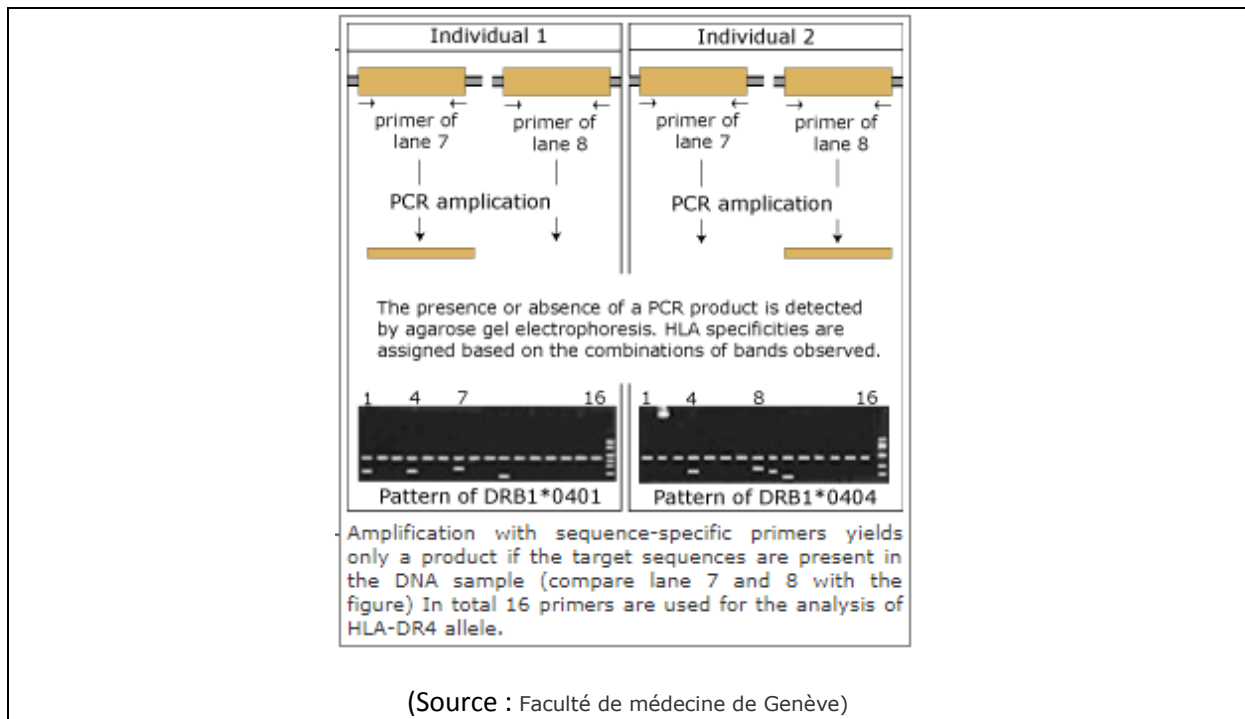 Individual 1
Individual 2
primer of
lane 7
primer of
lane 8
primer of
lane 7
primer of
lane 8
PCR amplication
PCR amplication
The presence or absence of a PCR product is detected
by agarose gel electrophoresis. HLA specificities are
assigned based on the combinations of bands observed.
1 4 7 16
1 4 8 16
Pattern of DRB1*0401
Pattern of DRB1*0404
Amplification with sequence-specific primers yields
only a product if the target sequences are present in
the DNA sample (compare lane 7 and 8 with the
figure) In total 16 primers are used for the analysis of
HLA-DR4 allele.
(Source : Faculté de médecine de Genève)